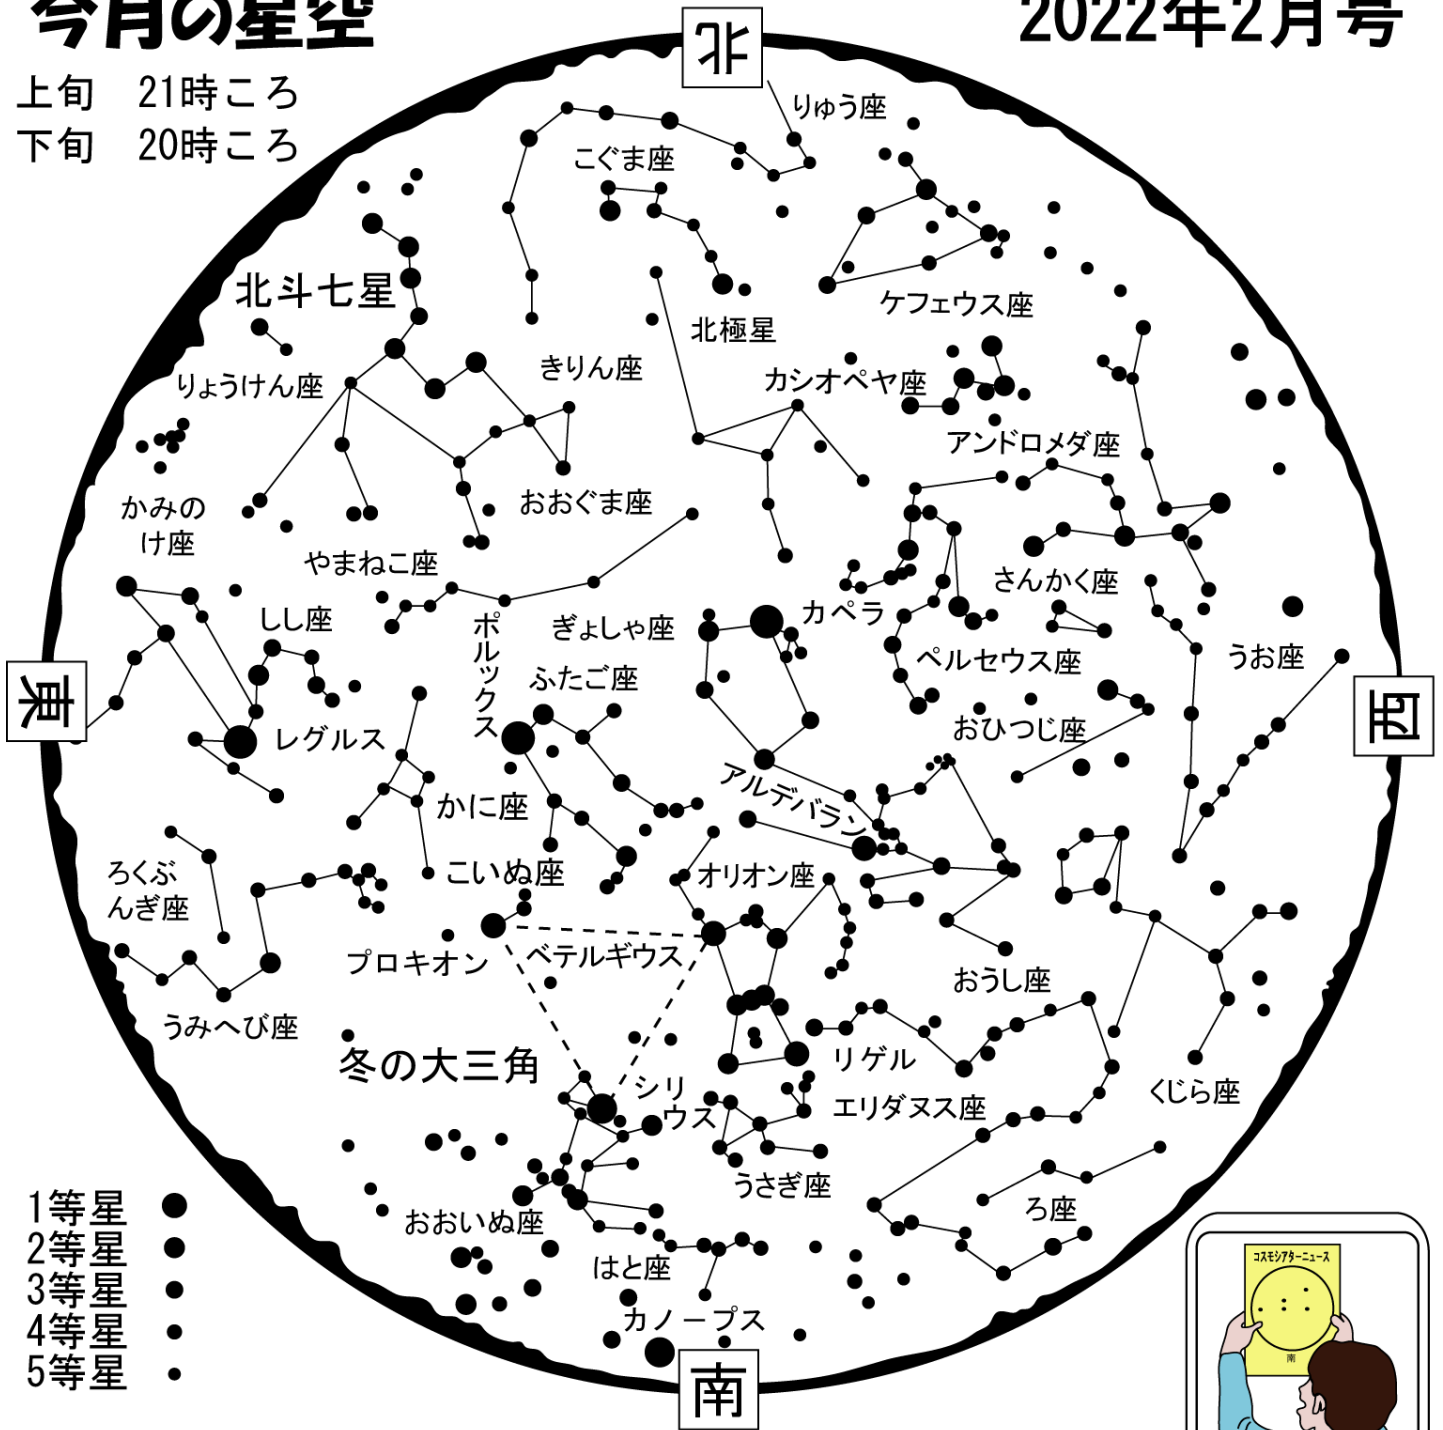 今月の星空
2022年2月号
上旬　21時ころ
下旬　20時ころ
北
りゅう座
こぐま座
北斗七星
ケフェウス座
北極星
りょうけん座
きりん座
カシオペヤ座
アンドロメダ座
かみの
け座
おおぐま座
やまねこ座
さんかく座
しし座
ポルックス
ぎょしゃ座
カペラ
ペルセウス座
うお座
ふたご座
東
西
レグルス
おひつじ座
アルデバラン
かに座
ろくぶ
んぎ座
こいぬ座
オリオン座
プロキオン
ベテルギウス
おうし座
うみへび座
冬の大三角
リゲル
シリ
ウス
エリダヌス座
くじら座
うさぎ座
おおいぬ座
ろ座
はと座
カノープス
南
1等星
2等星
3等星
4等星
5等星
コスモシアターニュース
南